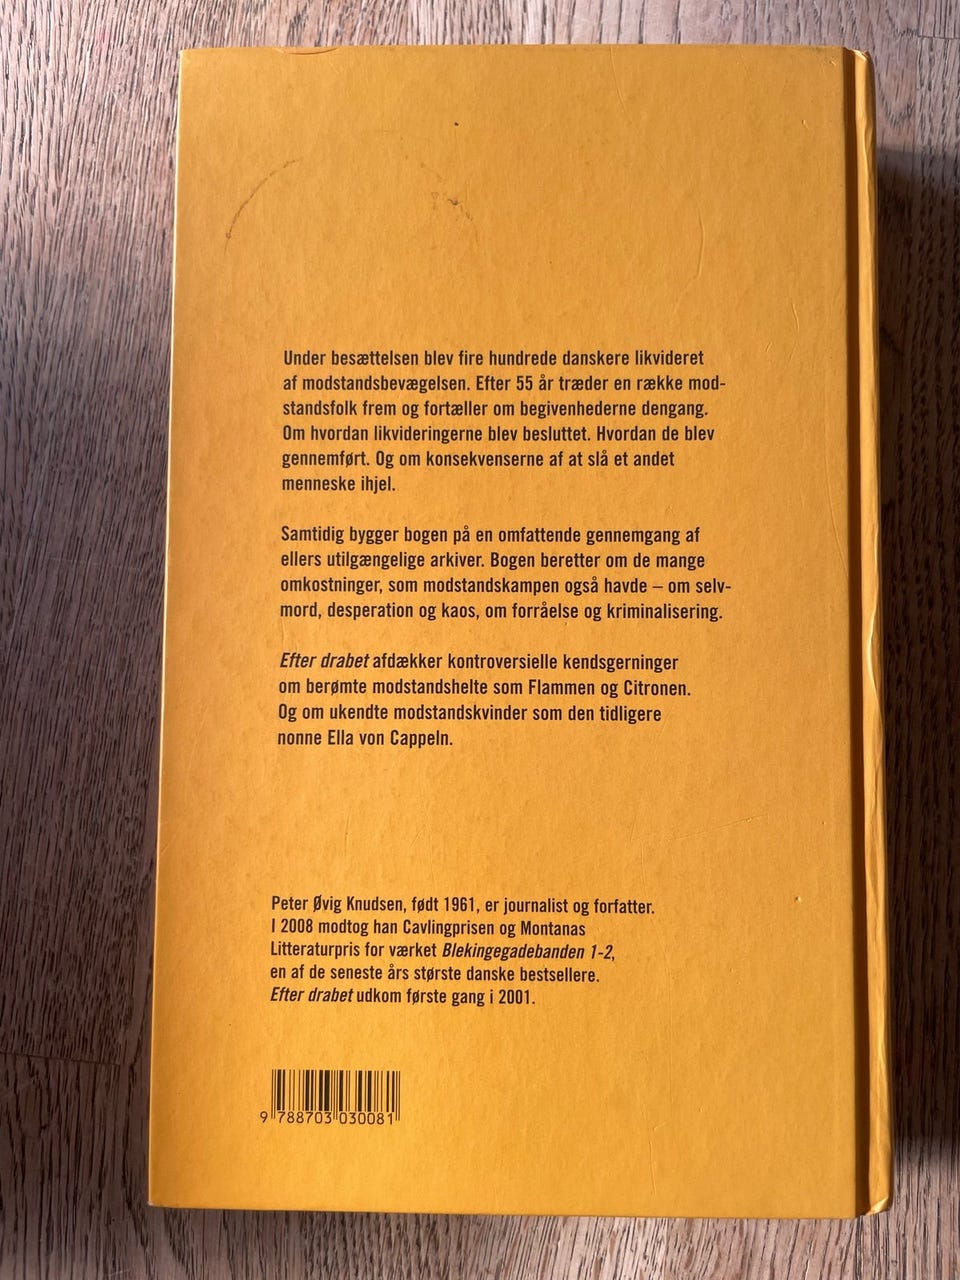 Under besættelsen blev fire hundrede danskere likvideret
af modstandsbevægelsen. Efter 55 år træder en række mod-
standsfolk frem og fortæller om begivenhederne dengang.
Om hvordan likvideringerne blev besluttet. Hvordan de blev
gennemført. Og om konsekvenserne af at slå et andet
menneske ihjel.
Samtidig bygger bogen på en omfattende gennemgang af
ellers utilgængelige arkiver. Bogen beretter om de mange
omkostninger, som modstandskampen også havde – om selv-
mord, desperation og kaos, om forråelse og kriminalisering.
Efter drabet afdækker kontroversielle kendsgerninger
om berømte modstandshelte som Flammen og Citronen.
Og om ukendte modstandskvinder som den tidligere
nonne Ella von Cappeln.
Peter Øvig Knudsen, født 1961, er journalist og forfatter.
I 2008 modtog han Cavlingprisen og Montanas
Litteraturpris for værket Blekingegadebanden 1-2,
en af de seneste års største danske bestsellere.
Efter drabet udkom første gang i 2001.
9 788703 030081